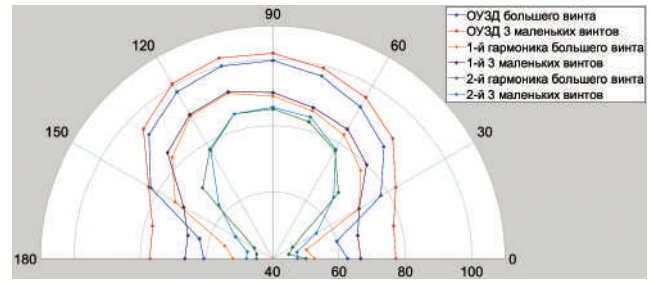 90
120
60
150
30
180
40
60
80
100
0
ОУЗД большего винта
ОУЗД 3 маленьких винтов
1-й гармоника большего винта
1-й 3 маленьких винтов
2-й гармоника большего винта
2-й 3 маленьких винтов